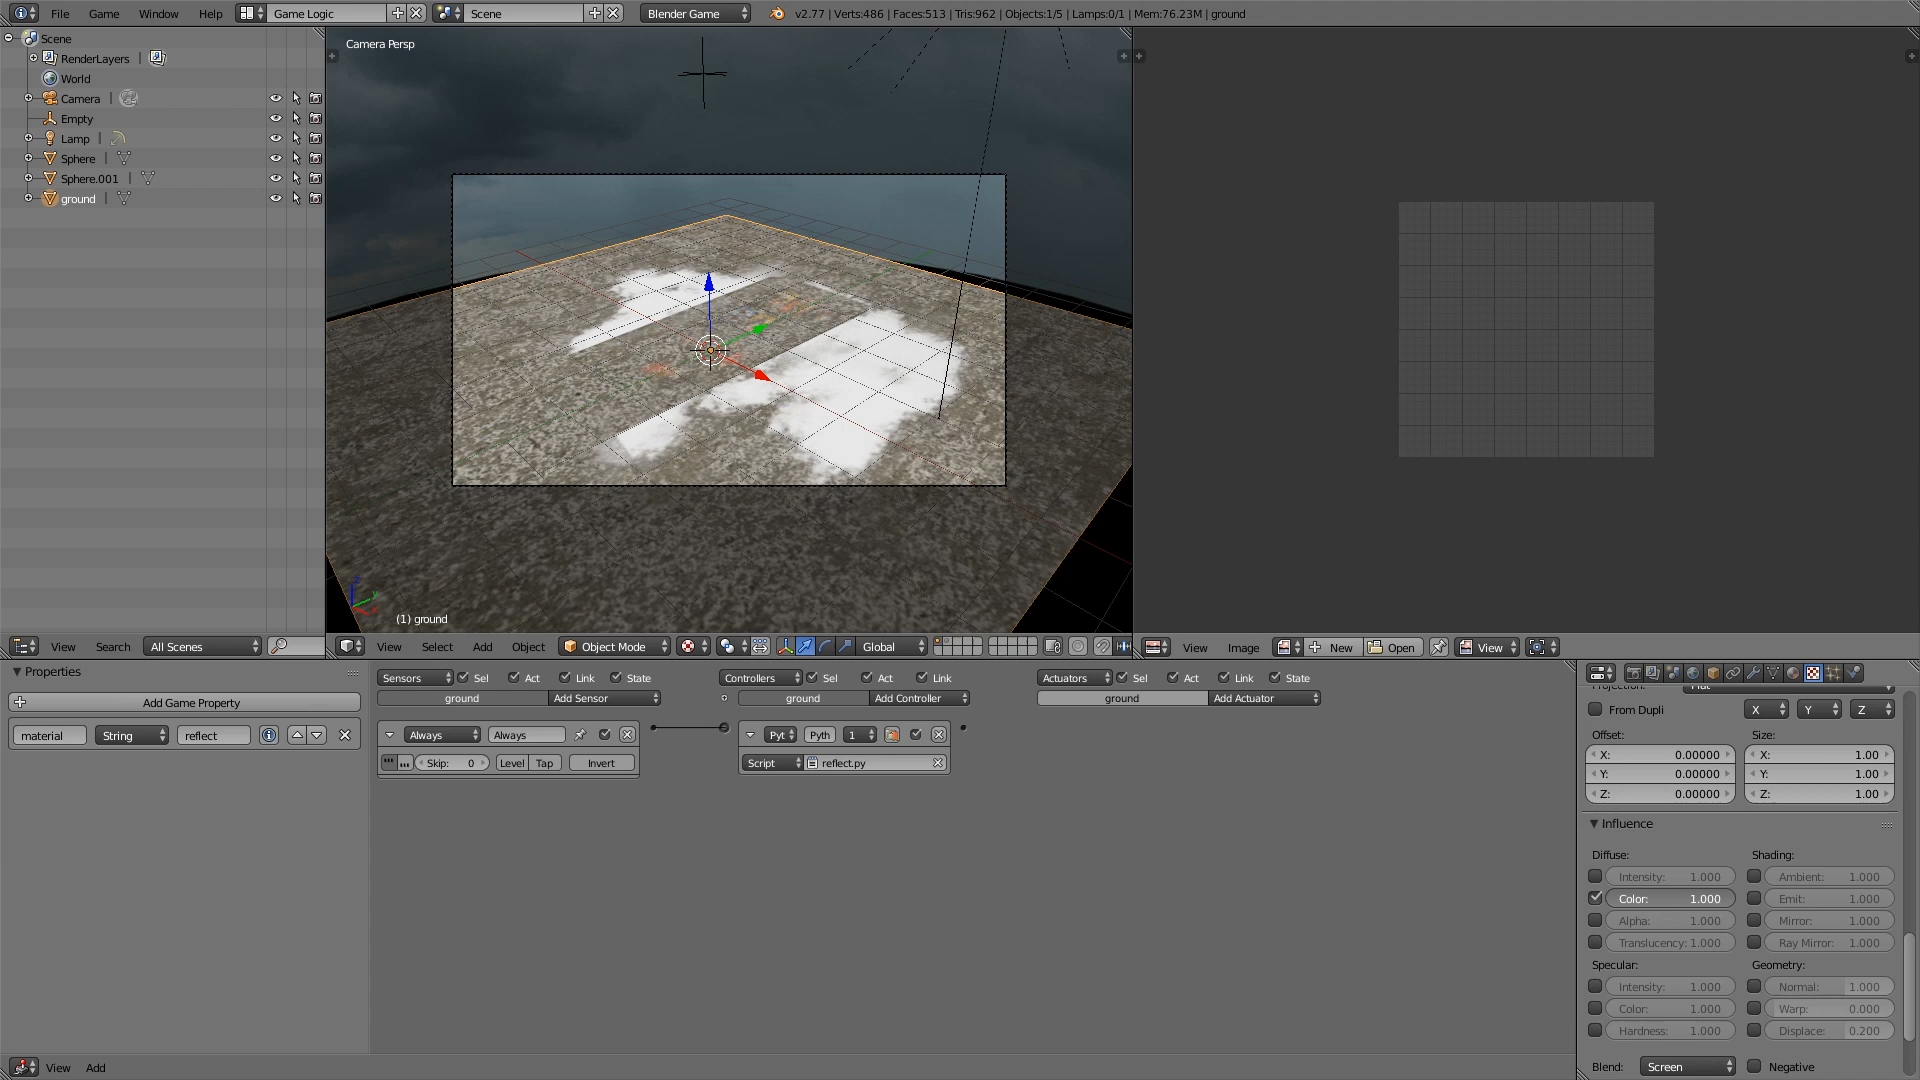 File Game Window Help Game Logic Scene Blender Game v2.77 | Verts:486 | Faces:513 | Tris:962 | Objects:1/5 | Lamps:0/1 | Mem:76.23M | ground
Scene
RenderLayers |
World
Camera |
Empty
Lamp |
Sphere |
Sphere.001 |
ground |
Camera Persp
(1) ground
View Search All Scenes
View Select Add Object Object Mode Global
View Image New Open View
Properties
Add Game Property
material String reflect
Sensors Sel Act Link State
ground Add Sensor
Always Always
Skip: 0 Level Tap Invert
Controllers Sel Act Link
ground Add Controller
Pyt Pyth 1
Script reflect.py
Actuators Sel Act Link State
ground Add Actuator
From Dupli X Y Z
Offset: Size:
X: 0.00000 X: 1.00
Y: 0.00000 Y: 1.00
Z: 0.00000 Z: 1.00
Influence
Diffuse: Shading:
Intensity: 1.000 Ambient: 1.000
Color: 1.000 Emit: 1.000
Alpha: 1.000 Mirror: 1.000
Translucency: 1.000 Ray Mirror: 1.000
Specular: Geometry:
Intensity: 1.000 Normal: 1.000
Color: 1.000 Warp: 0.000
Hardness: 1.000 Displace: 0.200
Blend: Screen Negative
View Add